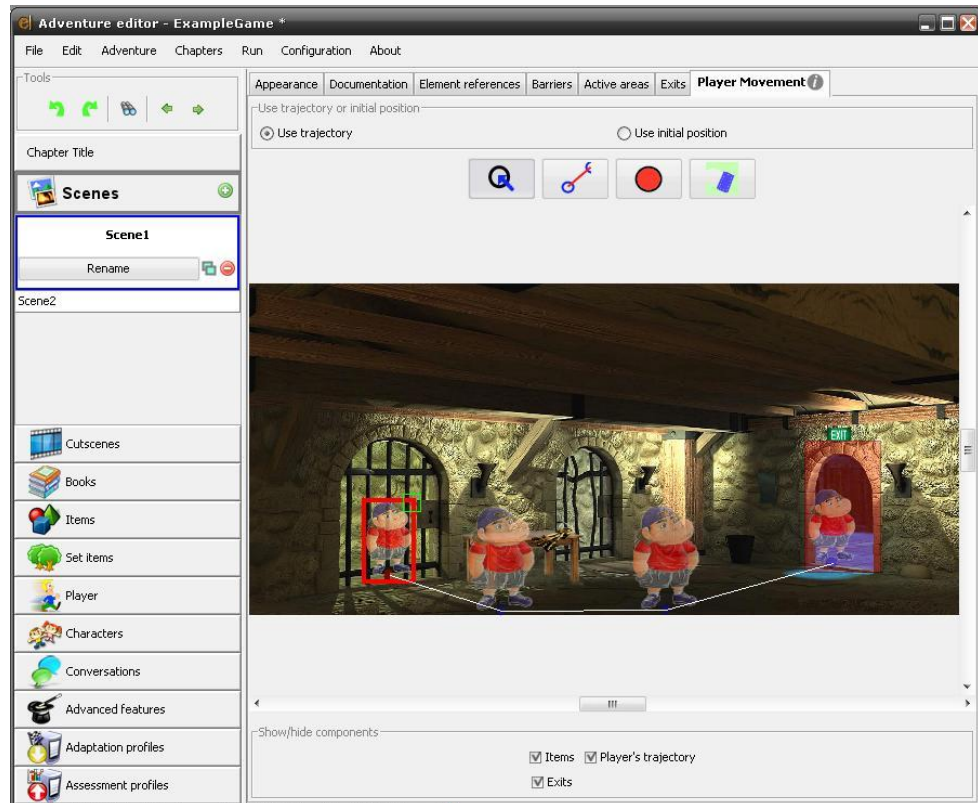 Adventure editor - ExampleGame *
File Edit Adventure Chapters Run Configuration About
Tools
Chapter Title
Scenes
Scene1
Rename
Scene2
Cutscenes
Books
Items
Set items
Player
Characters
Conversations
Advanced features
Adaptation profiles
Assessment profiles
Appearance Documentation Element references Barriers Active areas Exits Player Movement
Use trajectory or initial position
Use trajectory Use initial position
EXIT
Show/hide components
Items Player's trajectory
Exits